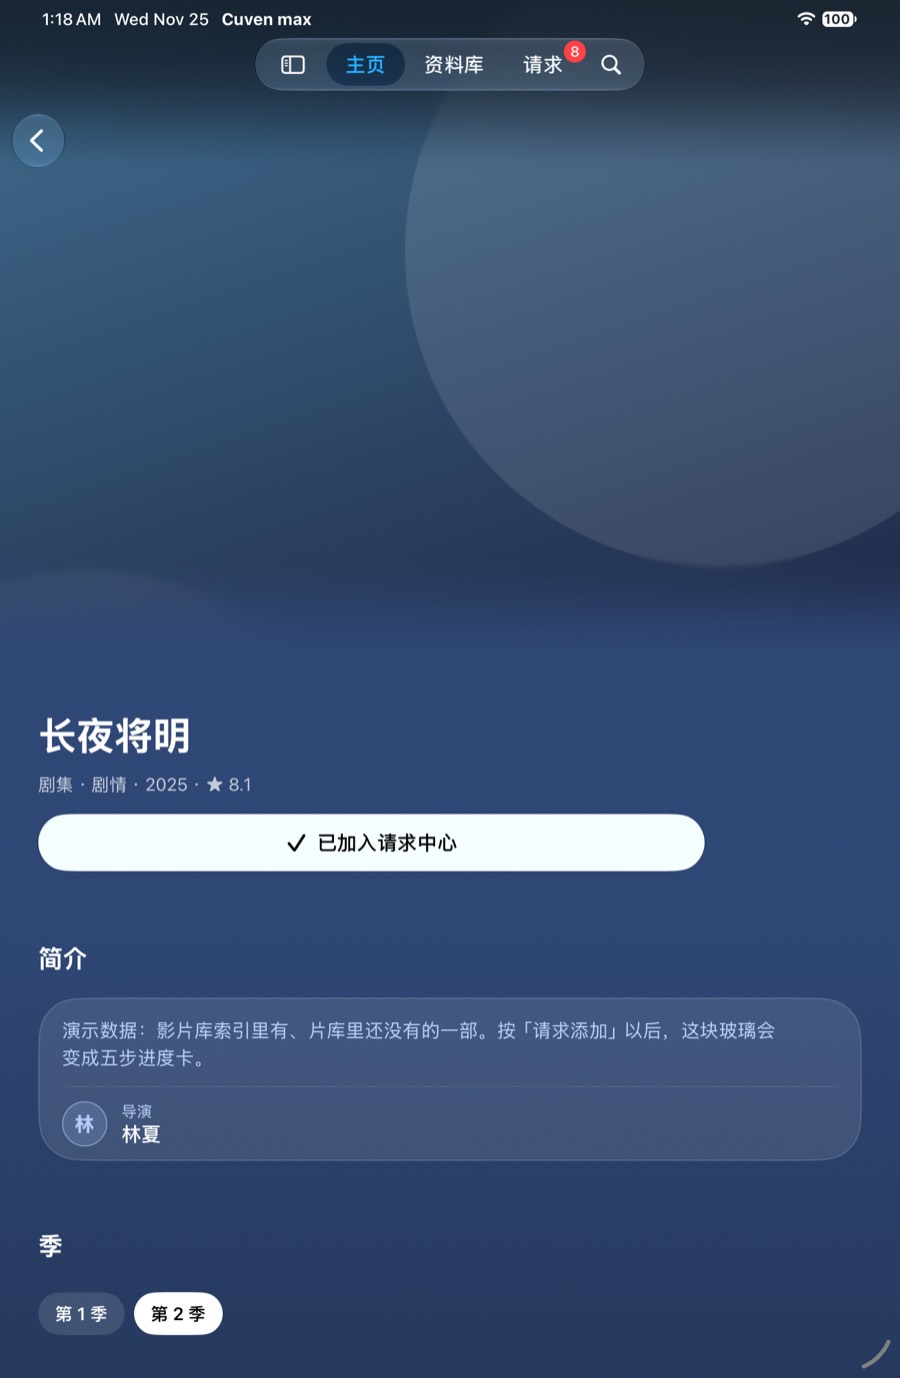 1:18 AM Wed Nov 25 Cuven max
100
主页 资料库 请求 8
长夜将明
剧集 · 剧情 · 2025 · ★ 8.1
✓ 已加入请求中心
简介
演示数据：影片库索引里有、片库里还没有的一部。按「请求添加」以后，这块玻璃会
变成五步进度卡。
林
导演
林夏
季
第 1 季 第 2 季